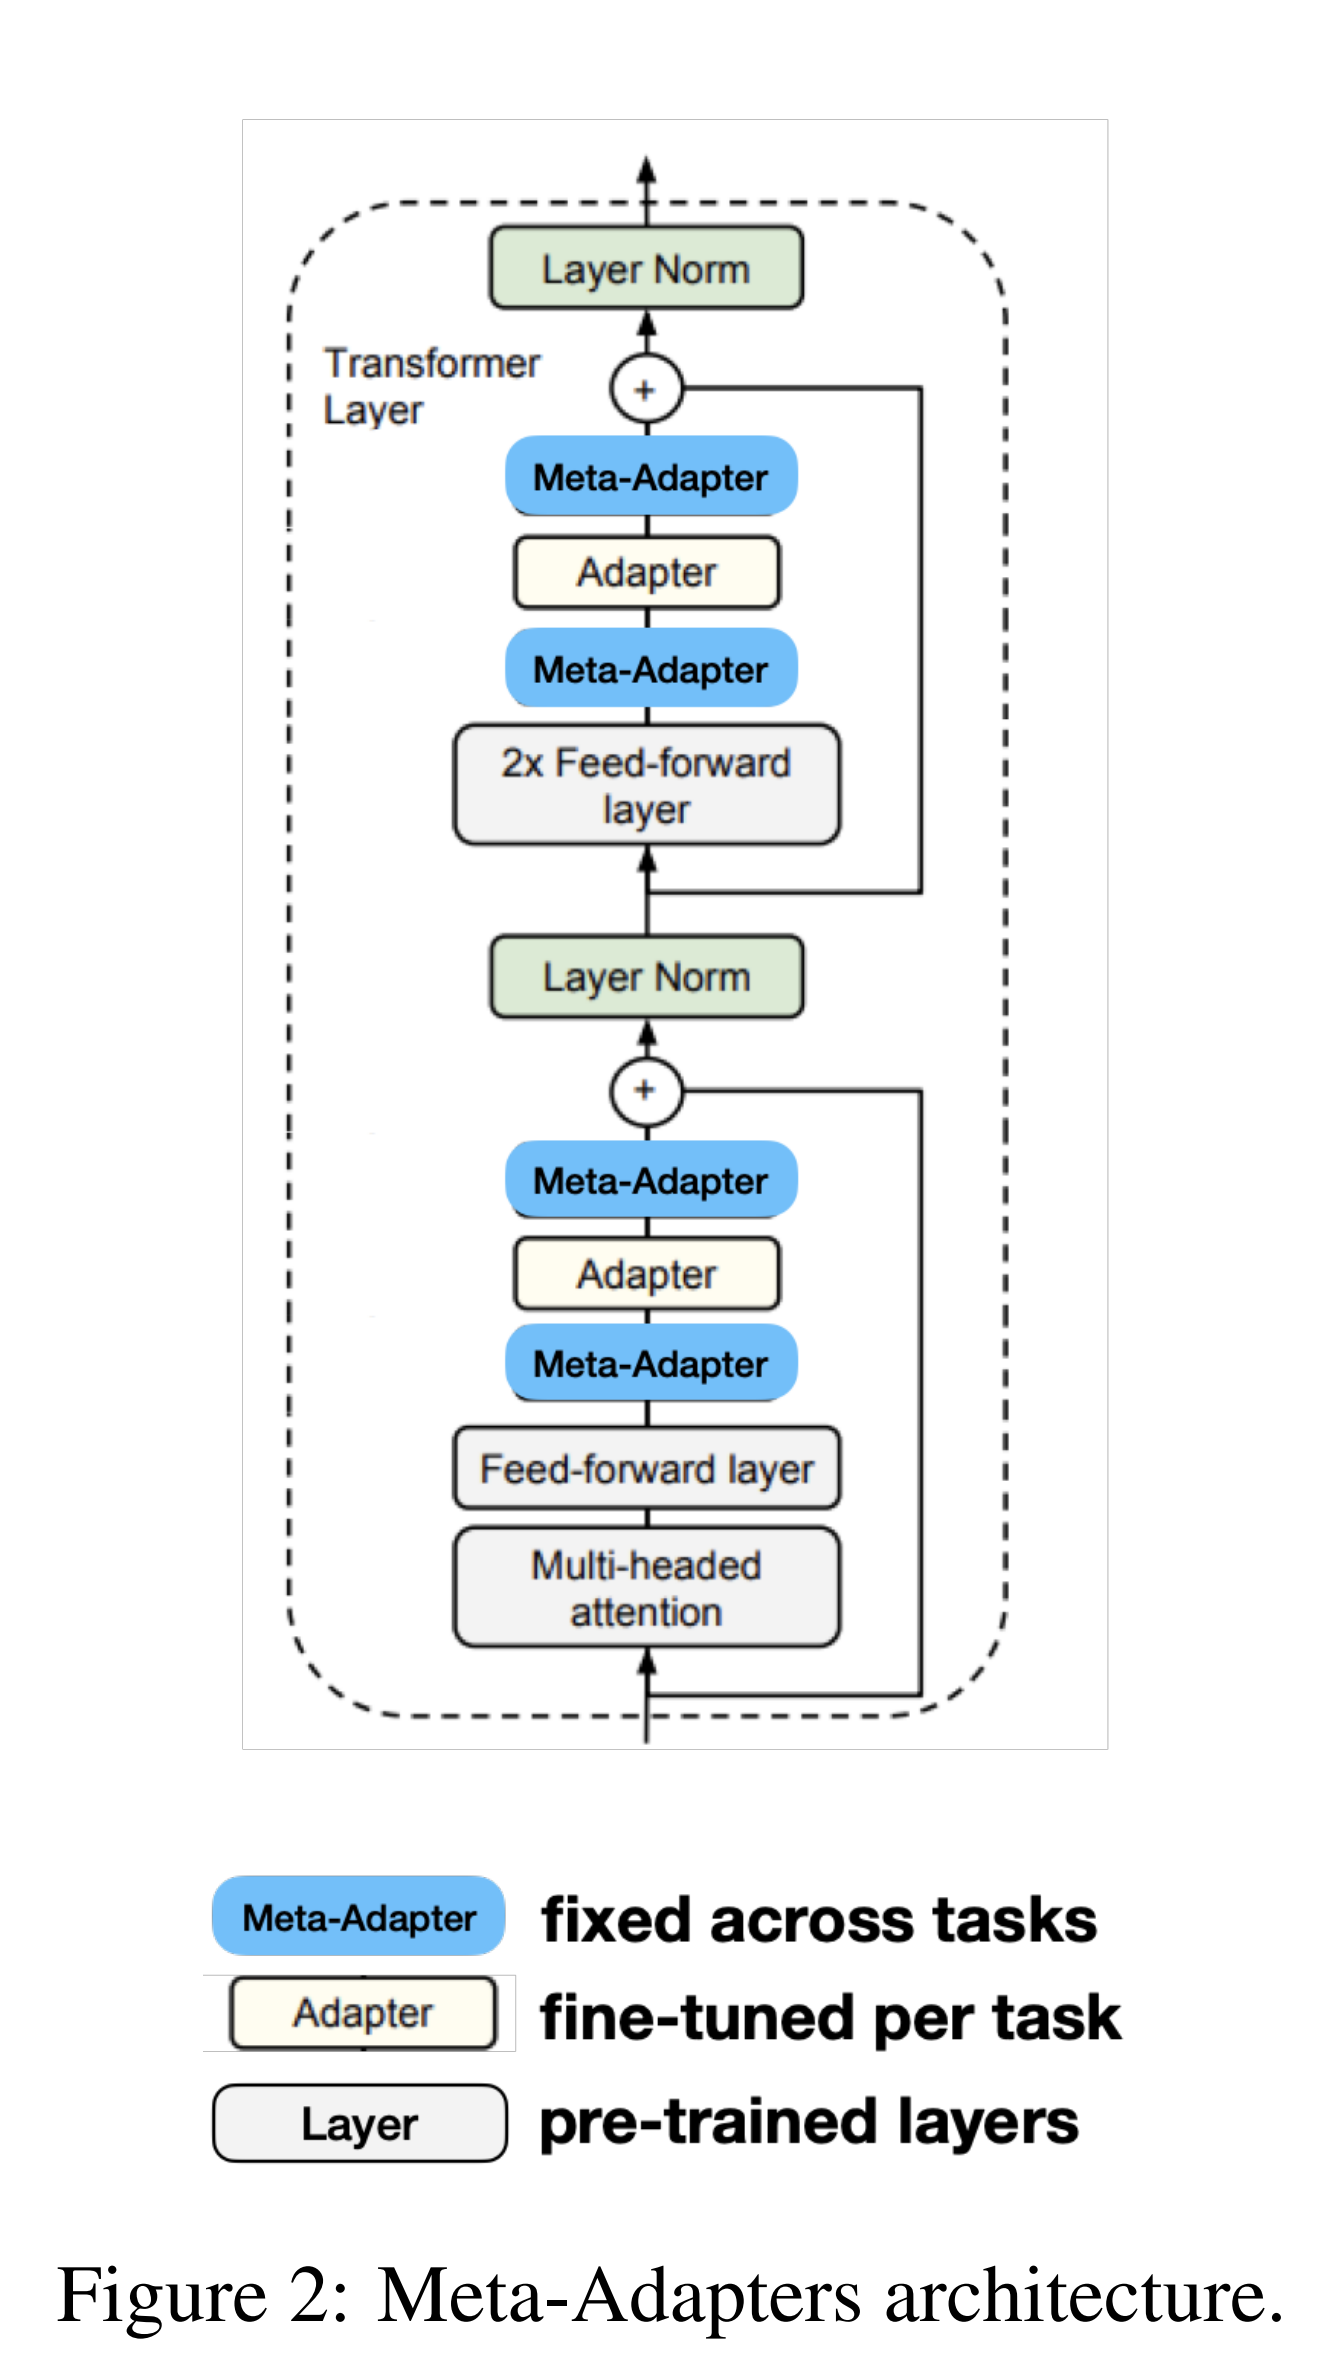 Layer Norm
Transformer
Layer
+
Meta-Adapter
Adapter
Meta-Adapter
2x Feed-forward
layer
Layer Norm
+
Meta-Adapter
Adapter
Meta-Adapter
Feed-forward layer
Multi-headed
attention
Meta-Adapter fixed across tasks
Adapter fine-tuned per task
Layer pre-trained layers
Figure 2: Meta-Adapters architecture.